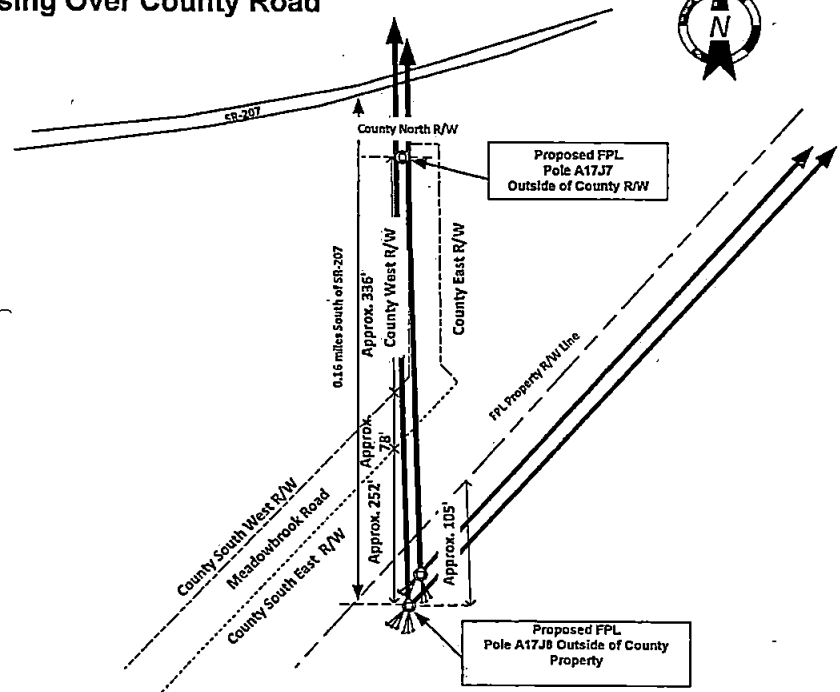 sing Over County Road
N
SR-207
County North R/W
Proposed FPL
Pole A17J7
Outside of County R/W
0.16 miles South of SR-207
Approx. 336'
County West R/W
County East R/W
FPL Property R/W Line
Approx.
78'
Approx. 252'
Approx. 105'
County South West R/W
Meadowbrook Road
County South East R/W
Proposed FPL
Pole A17J8 Outside of County
Property